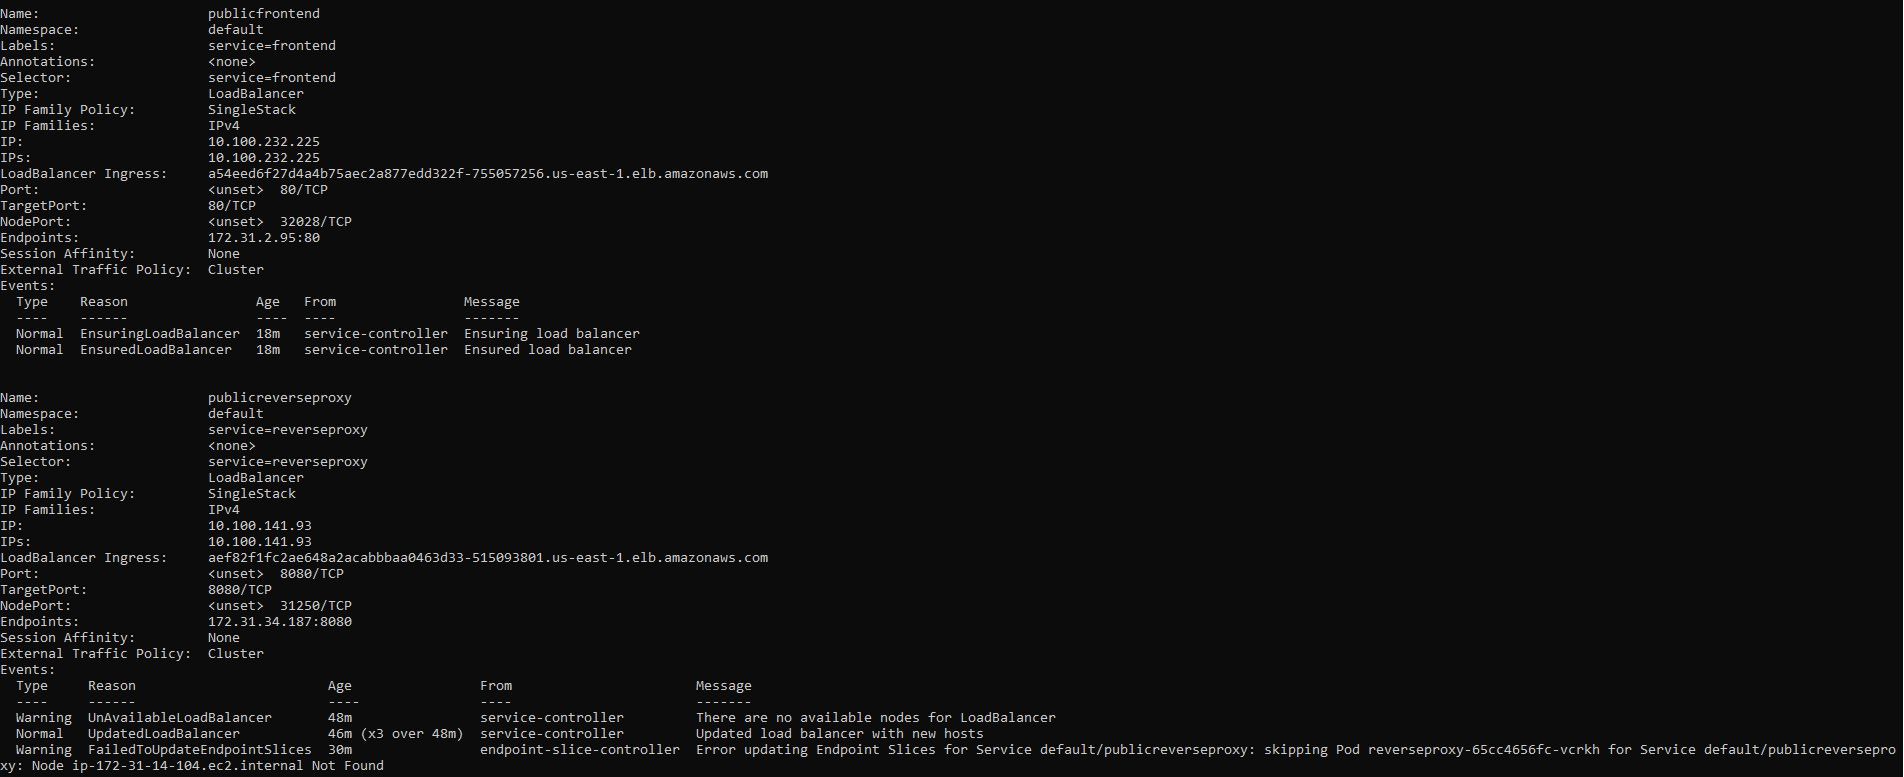 Name:                     publicfrontend
Namespace:                default
Labels:                   service=frontend
Annotations:              <none>
Selector:                 service=frontend
Type:                     LoadBalancer
IP Family Policy:         SingleStack
IP Families:              IPv4
IP:                       10.100.232.225
IPs:                      10.100.232.225
LoadBalancer Ingress:     a54eed6f27d4a4b75aec2a877edd322f-755057256.us-east-1.elb.amazonaws.com
Port:                     <unset>  80/TCP
TargetPort:               80/TCP
NodePort:                 <unset>  32028/TCP
Endpoints:                172.31.2.95:80
Session Affinity:         None
External Traffic Policy:  Cluster
Events:
  Type    Reason                Age   From                Message
  ----    ------                ----  ----                -------
  Normal  EnsuringLoadBalancer  18m   service-controller  Ensuring load balancer
  Normal  EnsuredLoadBalancer   18m   service-controller  Ensured load balancer
Name:                     publicreverseproxy
Namespace:                default
Labels:                   service=reverseproxy
Annotations:              <none>
Selector:                 service=reverseproxy
Type:                     LoadBalancer
IP Family Policy:         SingleStack
IP Families:              IPv4
IP:                       10.100.141.93
IPs:                      10.100.141.93
LoadBalancer Ingress:     aef82f1fc2ae648a2acabbbaa0463d33-515093801.us-east-1.elb.amazonaws.com
Port:                     <unset>  8080/TCP
TargetPort:               8080/TCP
NodePort:                 <unset>  31250/TCP
Endpoints:                172.31.34.187:8080
Session Affinity:         None
External Traffic Policy:  Cluster
Events:
  Type     Reason                        Age                From                       Message
  ----     ------                        ----               ----                       -------
  Warning  UnAvailableLoadBalancer       48m                service-controller         There are no available nodes for LoadBalancer
  Normal   UpdatedLoadBalancer           46m (x3 over 48m)  service-controller         Updated load balancer with new hosts
  Warning  FailedToUpdateEndpointSlices  30m                endpoint-slice-controller  Error updating Endpoint Slices for Service default/publicreverseproxy: skipping Pod reverseproxy-65cc4656fc-vcrkh for Service default/publicreversepro
xy: Node ip-172-31-14-104.ec2.internal Not Found